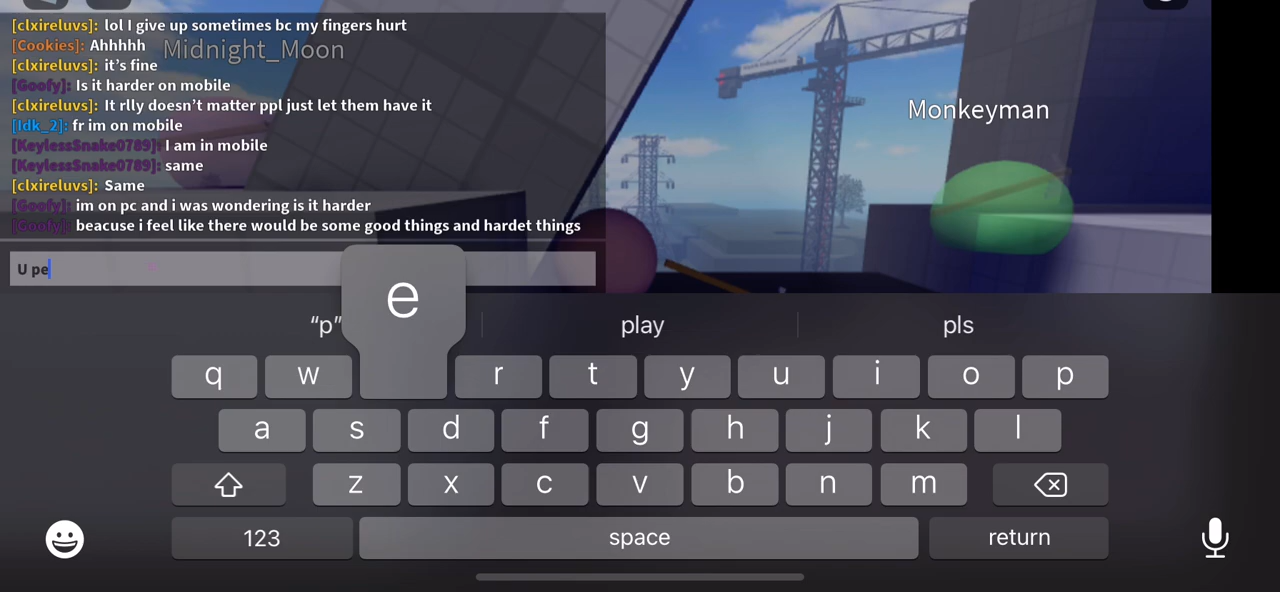 [clxireluvs]: lol I give up sometimes bc my fingers hurt
[Cookies]: Ahhhhh
Midnight_Moon
[clxireluvs]: it’s fine
[Goofy]: Is it harder on mobile
[clxireluvs]: It rlly doesn’t matter ppl just let them have it
[Idk_2]: fr im on mobile
[KeylessSnake0789]: I am in mobile
[KeylessSnake0789]: same
[clxireluvs]: Same
[Goofy]: im on pc and i was wondering is it harder
[Goofy]: beacuse i feel like there would be some good things and hardet things
Monkeyman
U pe
“p” play pls
q w e r t y u i o p
a s d f g h j k l
z x c v b n m
123 space return